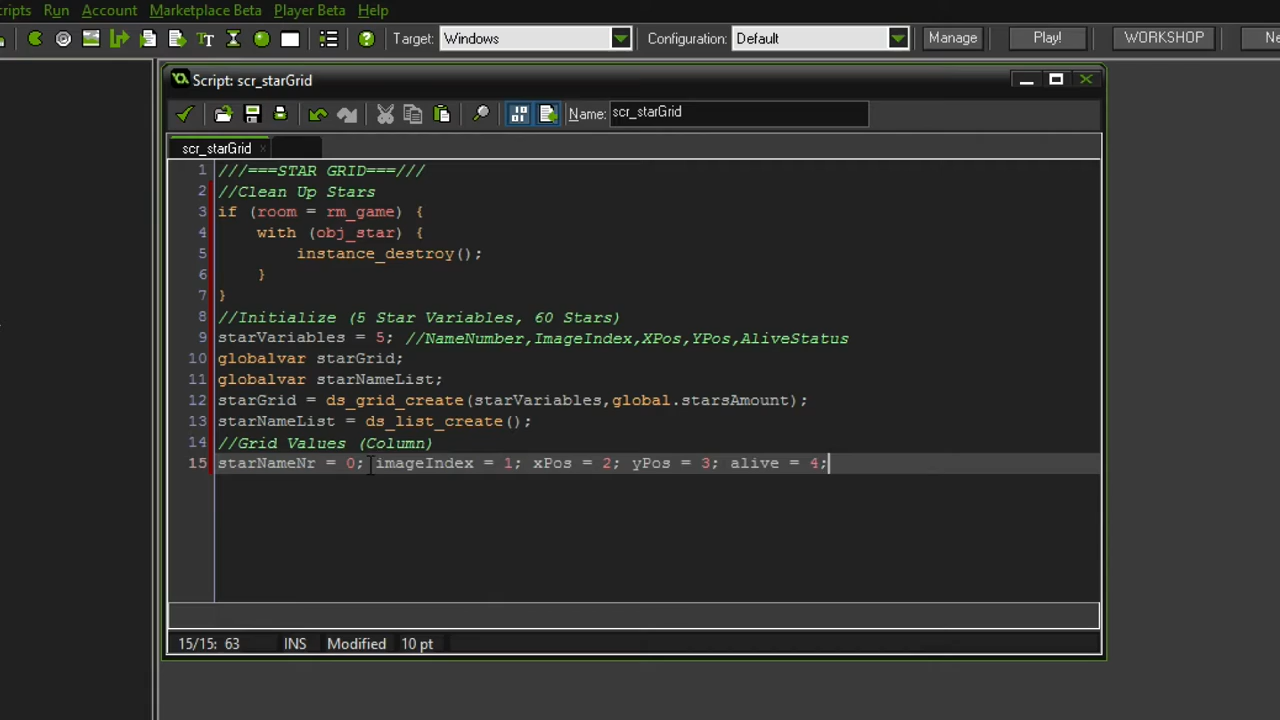 cripts Run Account Marketplace Beta Player Beta Help
Target: Windows Configuration: Default Manage Play! WORKSHOP Ne
Script: scr_starGrid
Name: scr_starGrid
scr_starGrid
1 ///===STAR GRID===///
2 //Clean Up Stars
3 if (room = rm_game) {
4 with (obj_star) {
5 instance_destroy();
6 }
7 }
8 //Initialize (5 Star Variables, 60 Stars)
9 starVariables = 5; //NameNumber,ImageIndex,XPos,YPos,AliveStatus
10 globalvar starGrid;
11 globalvar starNameList;
12 starGrid = ds_grid_create(starVariables,global.starsAmount);
13 starNameList = ds_list_create();
14 //Grid Values (Column)
15 starNameNr = 0; imageIndex = 1; xPos = 2; yPos = 3; alive = 4;
15/15: 63 INS Modified 10 pt